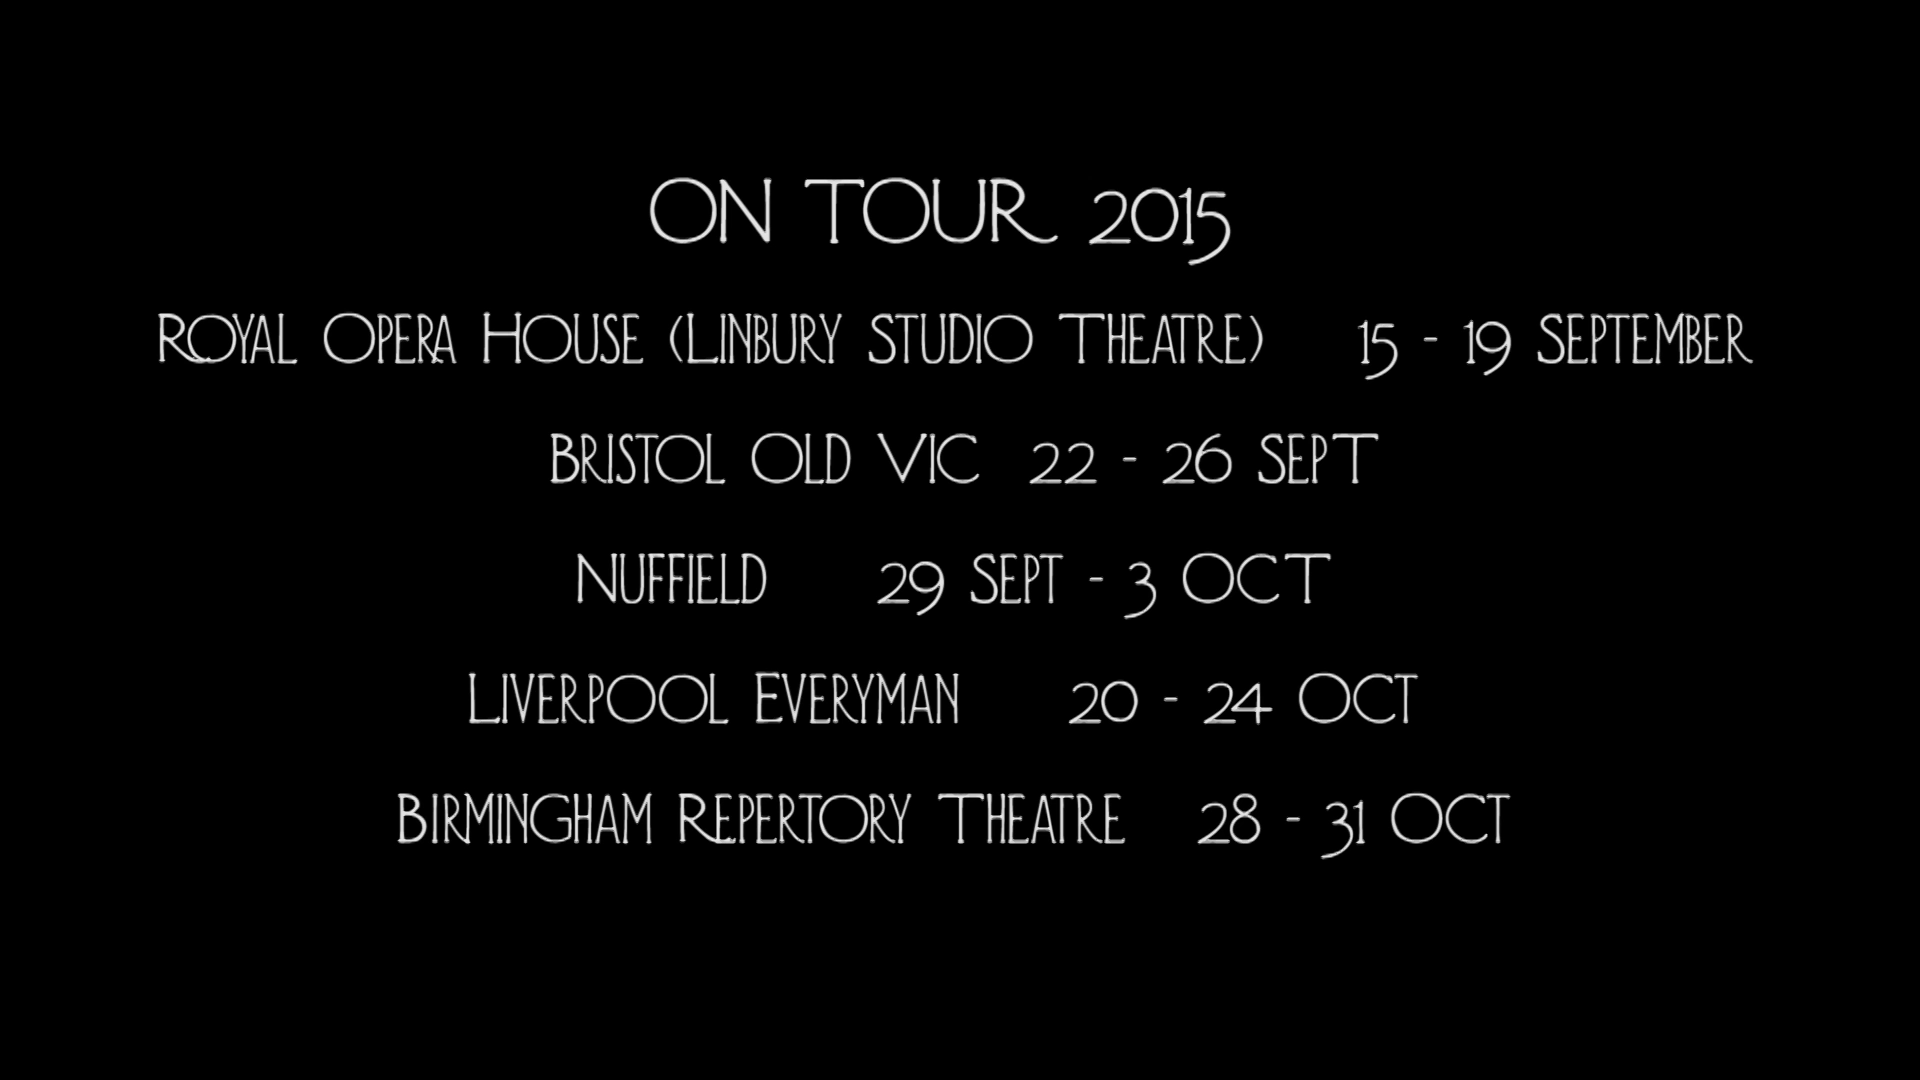 ON TOUR 2015
ROYAL OPERA HOUSE (LINBURY STUDIO THEATRE) 15 - 19 SEPTEMBER
BRISTOL OLD VIC 22 - 26 SEPT
NUFFIELD 29 SEPT - 3 OCT
LIVERPOOL EVERYMAN 20 - 24 OCT
BIRMINGHAM REPERTORY THEATRE 28 - 31 OCT